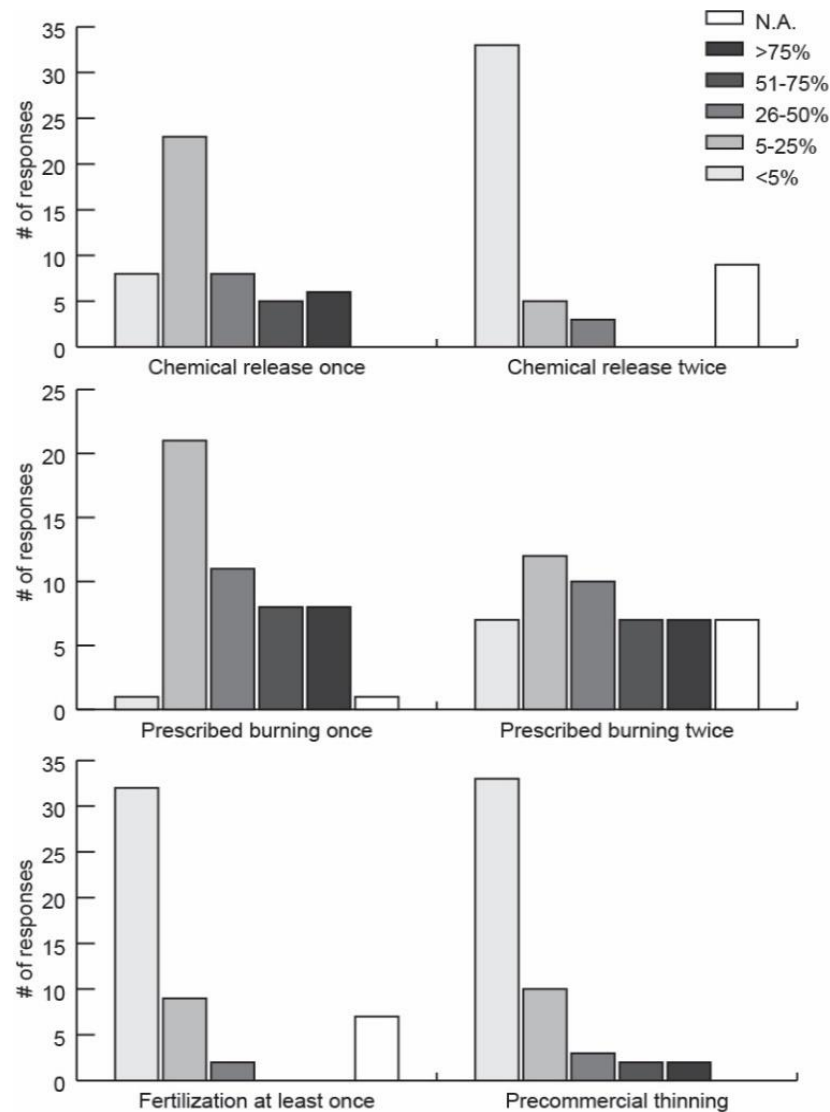 35
30
25
20
15
10
5
0
# of responses
N.A.
>75%
51-75%
26-50%
5-25%
<5%
Chemical release once
Chemical release twice
25
20
15
10
5
0
# of responses
Prescribed burning once
Prescribed burning twice
35
30
25
20
15
10
5
0
# of responses
Fertilization at least once
Precommercial thinning